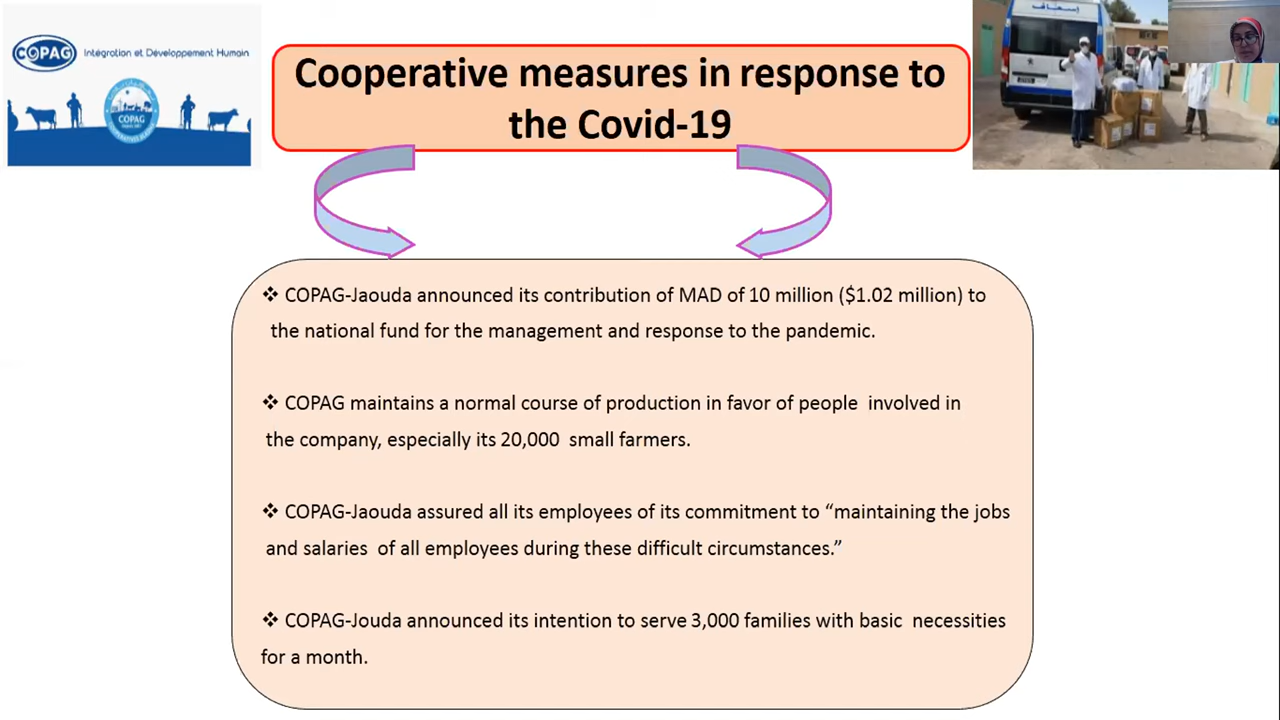 COPAG
Intégration et Développement Humain
COPAG
Cooperative measures in response to
the Covid-19
إسعاف
❖ COPAG-Jaouda announced its contribution of MAD of 10 million ($1.02 million) to
the national fund for the management and response to the pandemic.
❖ COPAG maintains a normal course of production in favor of people involved in
the company, especially its 20,000 small farmers.
❖ COPAG-Jaouda assured all its employees of its commitment to “maintaining the jobs
and salaries of all employees during these difficult circumstances.”
❖ COPAG-Jouda announced its intention to serve 3,000 families with basic necessities
for a month.